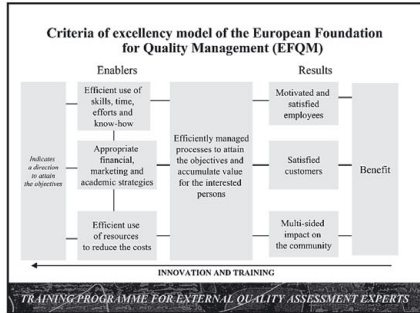 Criteria of excellency model of the European Foundation
for Quality Management (EFQM)
Enablers
Results
Indicates
a direction
to attain
the objectives
Efficient use of
skills, time,
efforts and
know-how
Appropriate
financial,
marketing and
academic strategies
Efficient use
of resources
to reduce the costs
Efficiently managed
processes to attain
the objectives and
accumulate value
for the interested
persons
Motivated and
satisfied
employees
Satisfied
customers
Multi-sided
impact on
the community
Benefit
INNOVATION AND TRAINING
TRAINING PROGRAMME FOR EXTERNAL QUALITY ASSESSMENT EXPERTS